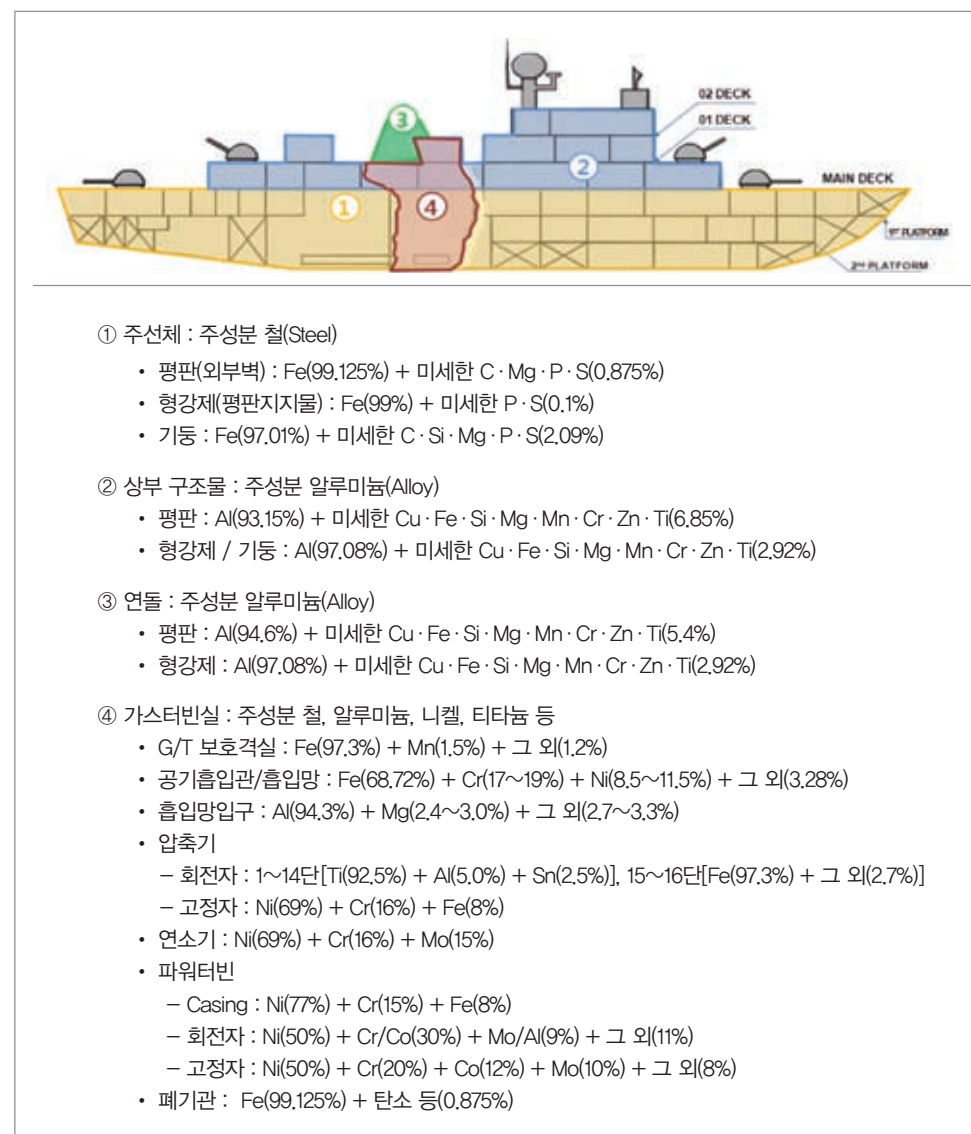 02 DECK
01 DECK
③
②
MAIN DECK
①
④
1ST PLATFORM
2ND PLATFORM
① 주선체 : 주성분 철(Steel)
• 평판(외부벽) : Fe(99.125%) + 미세한 C · Mg · P · S(0.875%)
• 형강제(평판지지물) : Fe(99%) + 미세한 P · S(0.1%)
• 기둥 : Fe(97.01%) + 미세한 C · Si · Mg · P · S(2.09%)
② 상부 구조물 : 주성분 알루미늄(Alloy)
• 평판 : Al(93.15%) + 미세한 Cu · Fe · Si · Mg · Mn · Cr · Zn · Ti(6.85%)
• 형강제 / 기둥 : Al(97.08%) + 미세한 Cu · Fe · Si · Mg · Mn · Cr · Zn · Ti(2.92%)
③ 연돌 : 주성분 알루미늄(Alloy)
• 평판 : Al(94.6%) + 미세한 Cu · Fe · Si · Mg · Mn · Cr · Zn · Ti(5.4%)
• 형강제 : Al(97.08%) + 미세한 Cu · Fe · Si · Mg · Mn · Cr · Zn · Ti(2.92%)
④ 가스터빈실 : 주성분 철, 알루미늄, 니켈, 티타늄 등
• G/T 보호격실 : Fe(97.3%) + Mn(1.5%) + 그 외(1.2%)
• 공기흡입관/흡입망 : Fe(68.72%) + Cr(17～19%) + Ni(8.5～11.5%) + 그 외(3.28%)
• 흡입망입구 : Al(94.3%) + Mg(2.4～3.0%) + 그 외(2.7～3.3%)
• 압축기
－ 회전자 : 1～14단[Ti(92.5%) + Al(5.0%) + Sn(2.5%)], 15～16단[Fe(97.3%) + 그 외(2.7%)]
－ 고정자 : Ni(69%) + Cr(16%) + Fe(8%)
• 연소기 : Ni(69%) + Cr(16%) + Mo(15%)
• 파워터빈
－ Casing : Ni(77%) + Cr(15%) + Fe(8%)
－ 회전자 : Ni(50%) + Cr/Co(30%) + Mo/Al(9%) + 그 외(11%)
－ 고정자 : Ni(50%) + Cr(20%) + Co(12%) + Mo(10%) + 그 외(8%)
• 폐기관 : Fe(99.125%) + 탄소 등(0.875%)